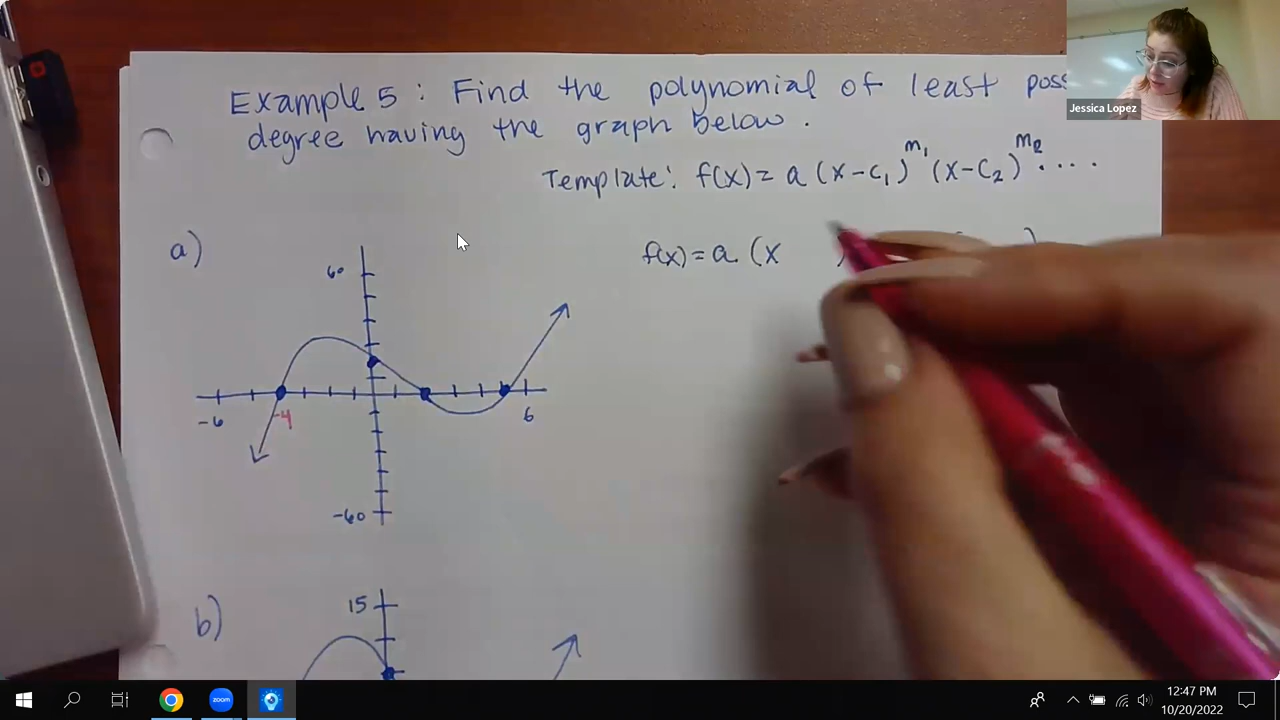 Example 5: Find the polynomial of least poss
Jessica Lopez
degree having the graph below.
Template: f(x) = a (x-c₁)^m₁ (x-c₂)^m₂ ....
a)
f(x) = a (x )
60
-6
-4
6
-60
b)
15
zoom
12:47 PM
10/20/2022